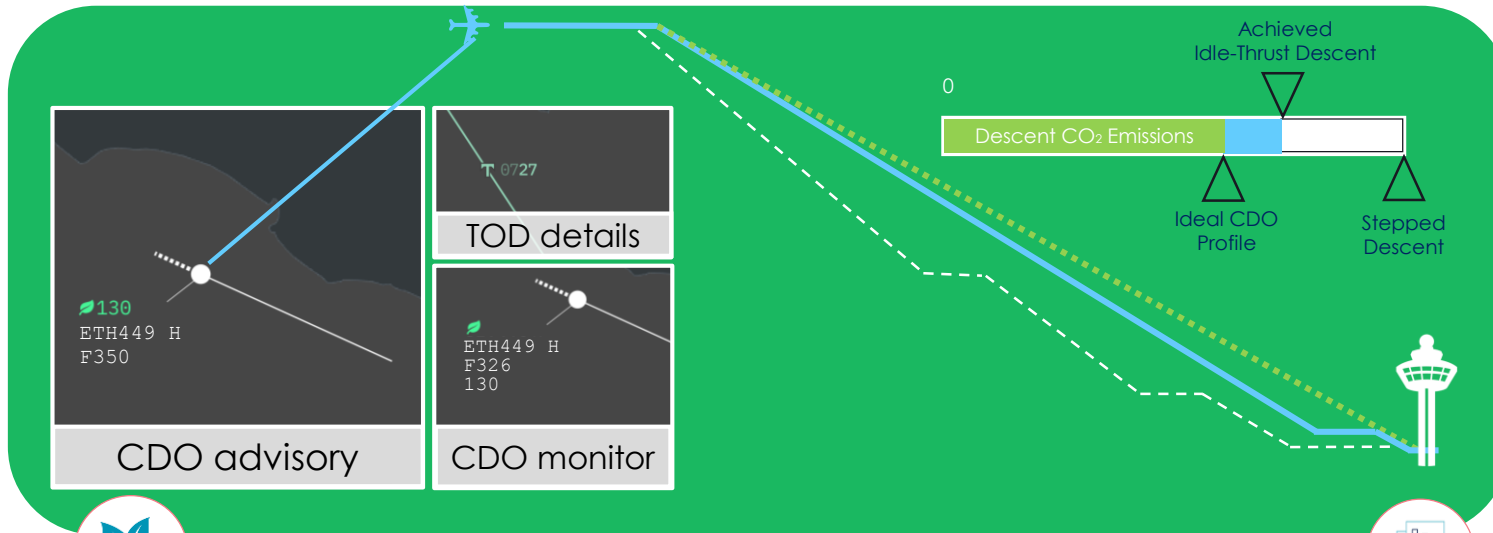 Achieved
Idle-Thrust Descent
0
Descent CO₂ Emissions
Ideal CDO
Profile
Stepped
Descent
130
ETH449 H
F350
CDO advisory
T 0727
TOD details
ETH449 H
F326
130
CDO monitor